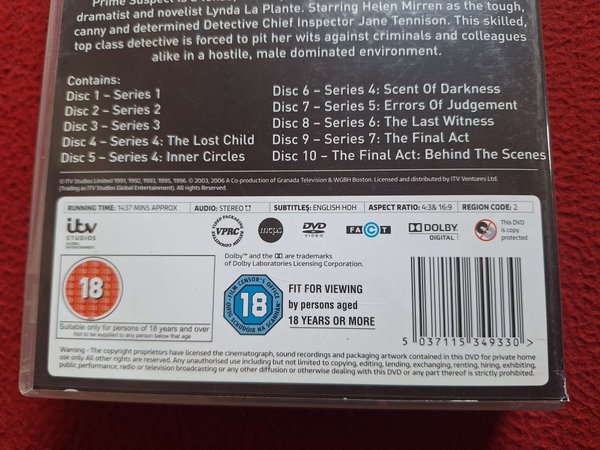 Prime Suspect is a
dramatist and novelist Lynda La Plante. Starring Helen Mirren as the tough,
canny and determined Detective Chief Inspector Jane Tennison. This skilled,
top class detective is forced to pit her wits against criminals and colleagues
alike in a hostile, male dominated environment.
Contains:
Disc 1 – Series 1
Disc 2 – Series 2
Disc 3 – Series 3
Disc 4 – Series 4: The Lost Child
Disc 5 – Series 4: Inner Circles
Disc 6 – Series 4: Scent Of Darkness
Disc 7 – Series 5: Errors Of Judgement
Disc 8 – Series 6: The Last Witness
Disc 9 – Series 7: The Final Act
Disc 10 – The Final Act: Behind The Scenes
©ITV Studios Limited 1991, 1992, 1993, 1995, 1996. © 2003, 2006 A Co-production of Granada Television & WGBH Boston. Licensed and distributed by ITV Ventures Ltd.
(Trading as ITV Studios Global Entertainment). All Rights Reserved.
RUNNING TIME: 1437 MINS APPROX AUDIO: STEREO SUBTITLES: ENGLISH HOH ASPECT RATIO: 4:3 & 16:9 REGION CODE: 2
itv
STUDIOS
GLOBAL
ENTERTAINMENT
VPRC
mcps
DVD
VIDEO
FACT
DOLBY
DIGITAL
This DVD
is copy
protected
Dolby™ and the DD are trademarks
of Dolby Laboratories Licensing Corporation.
18
Suitable only for persons of 18 years and over
Not to be supplied to any person below that age
FILM CENSOR'S OFFICE
OIFIG SCRÚDÓIR NA SCANNÁN
18
FIT FOR VIEWING
by persons aged
18 YEARS OR MORE
5 037115 349330 >
Warning - The copyright proprietors have licensed the cinematograph, sound recordings and packaging artwork contained in this DVD for private home
use only. All other rights are reserved. Any unauthorised use including but not limited to copying, editing, lending, exchanging, renting, hiring, exhibiting,
public performance, radio or television broadcasting or any other diffusion or otherwise dealing with this DVD or any part thereof is strictly prohibited.